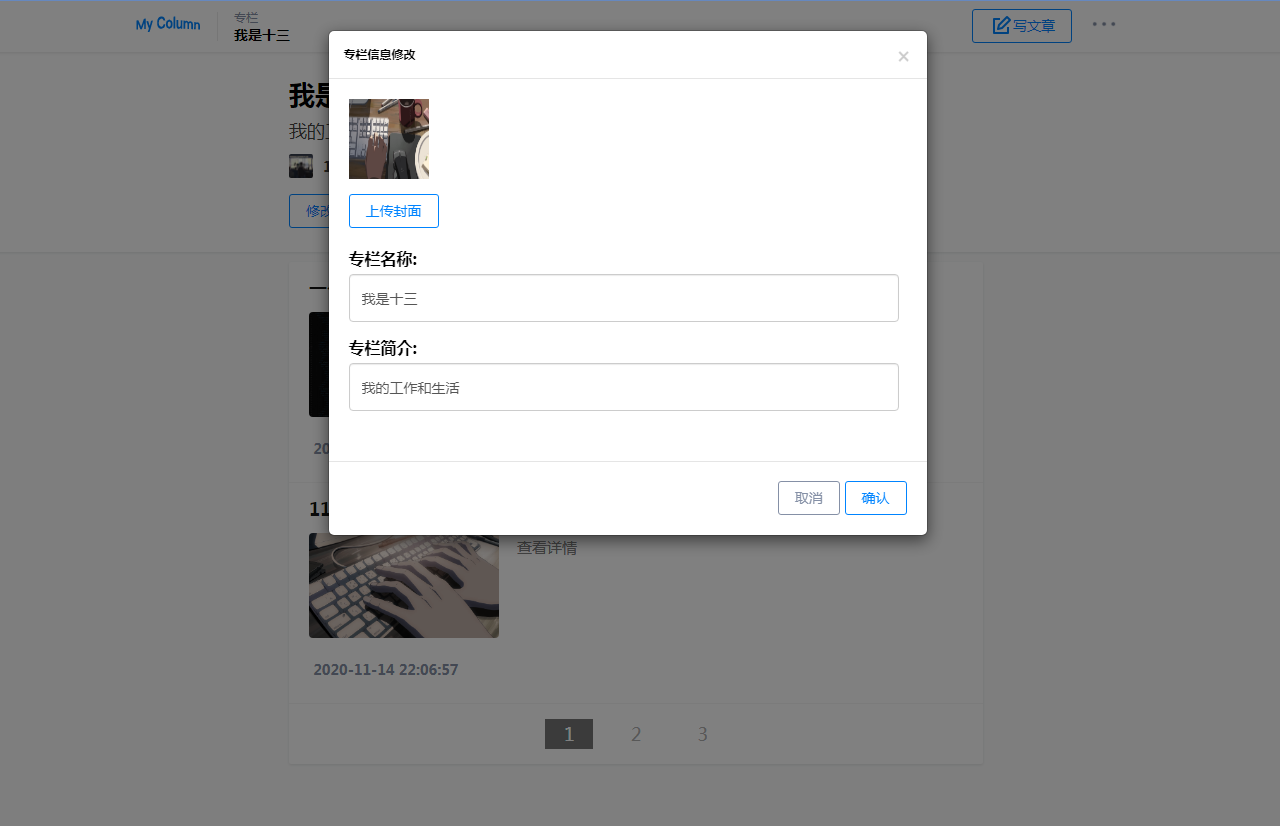 My Column
专栏
我是十三
写文章
专栏信息修改
×
我是
我的
上传封面
修改
专栏名称:
我是十三
专栏简介:
我的工作和生活
20
取消
确认
11
查看详情
2020-11-14 22:06:57
1 2 3